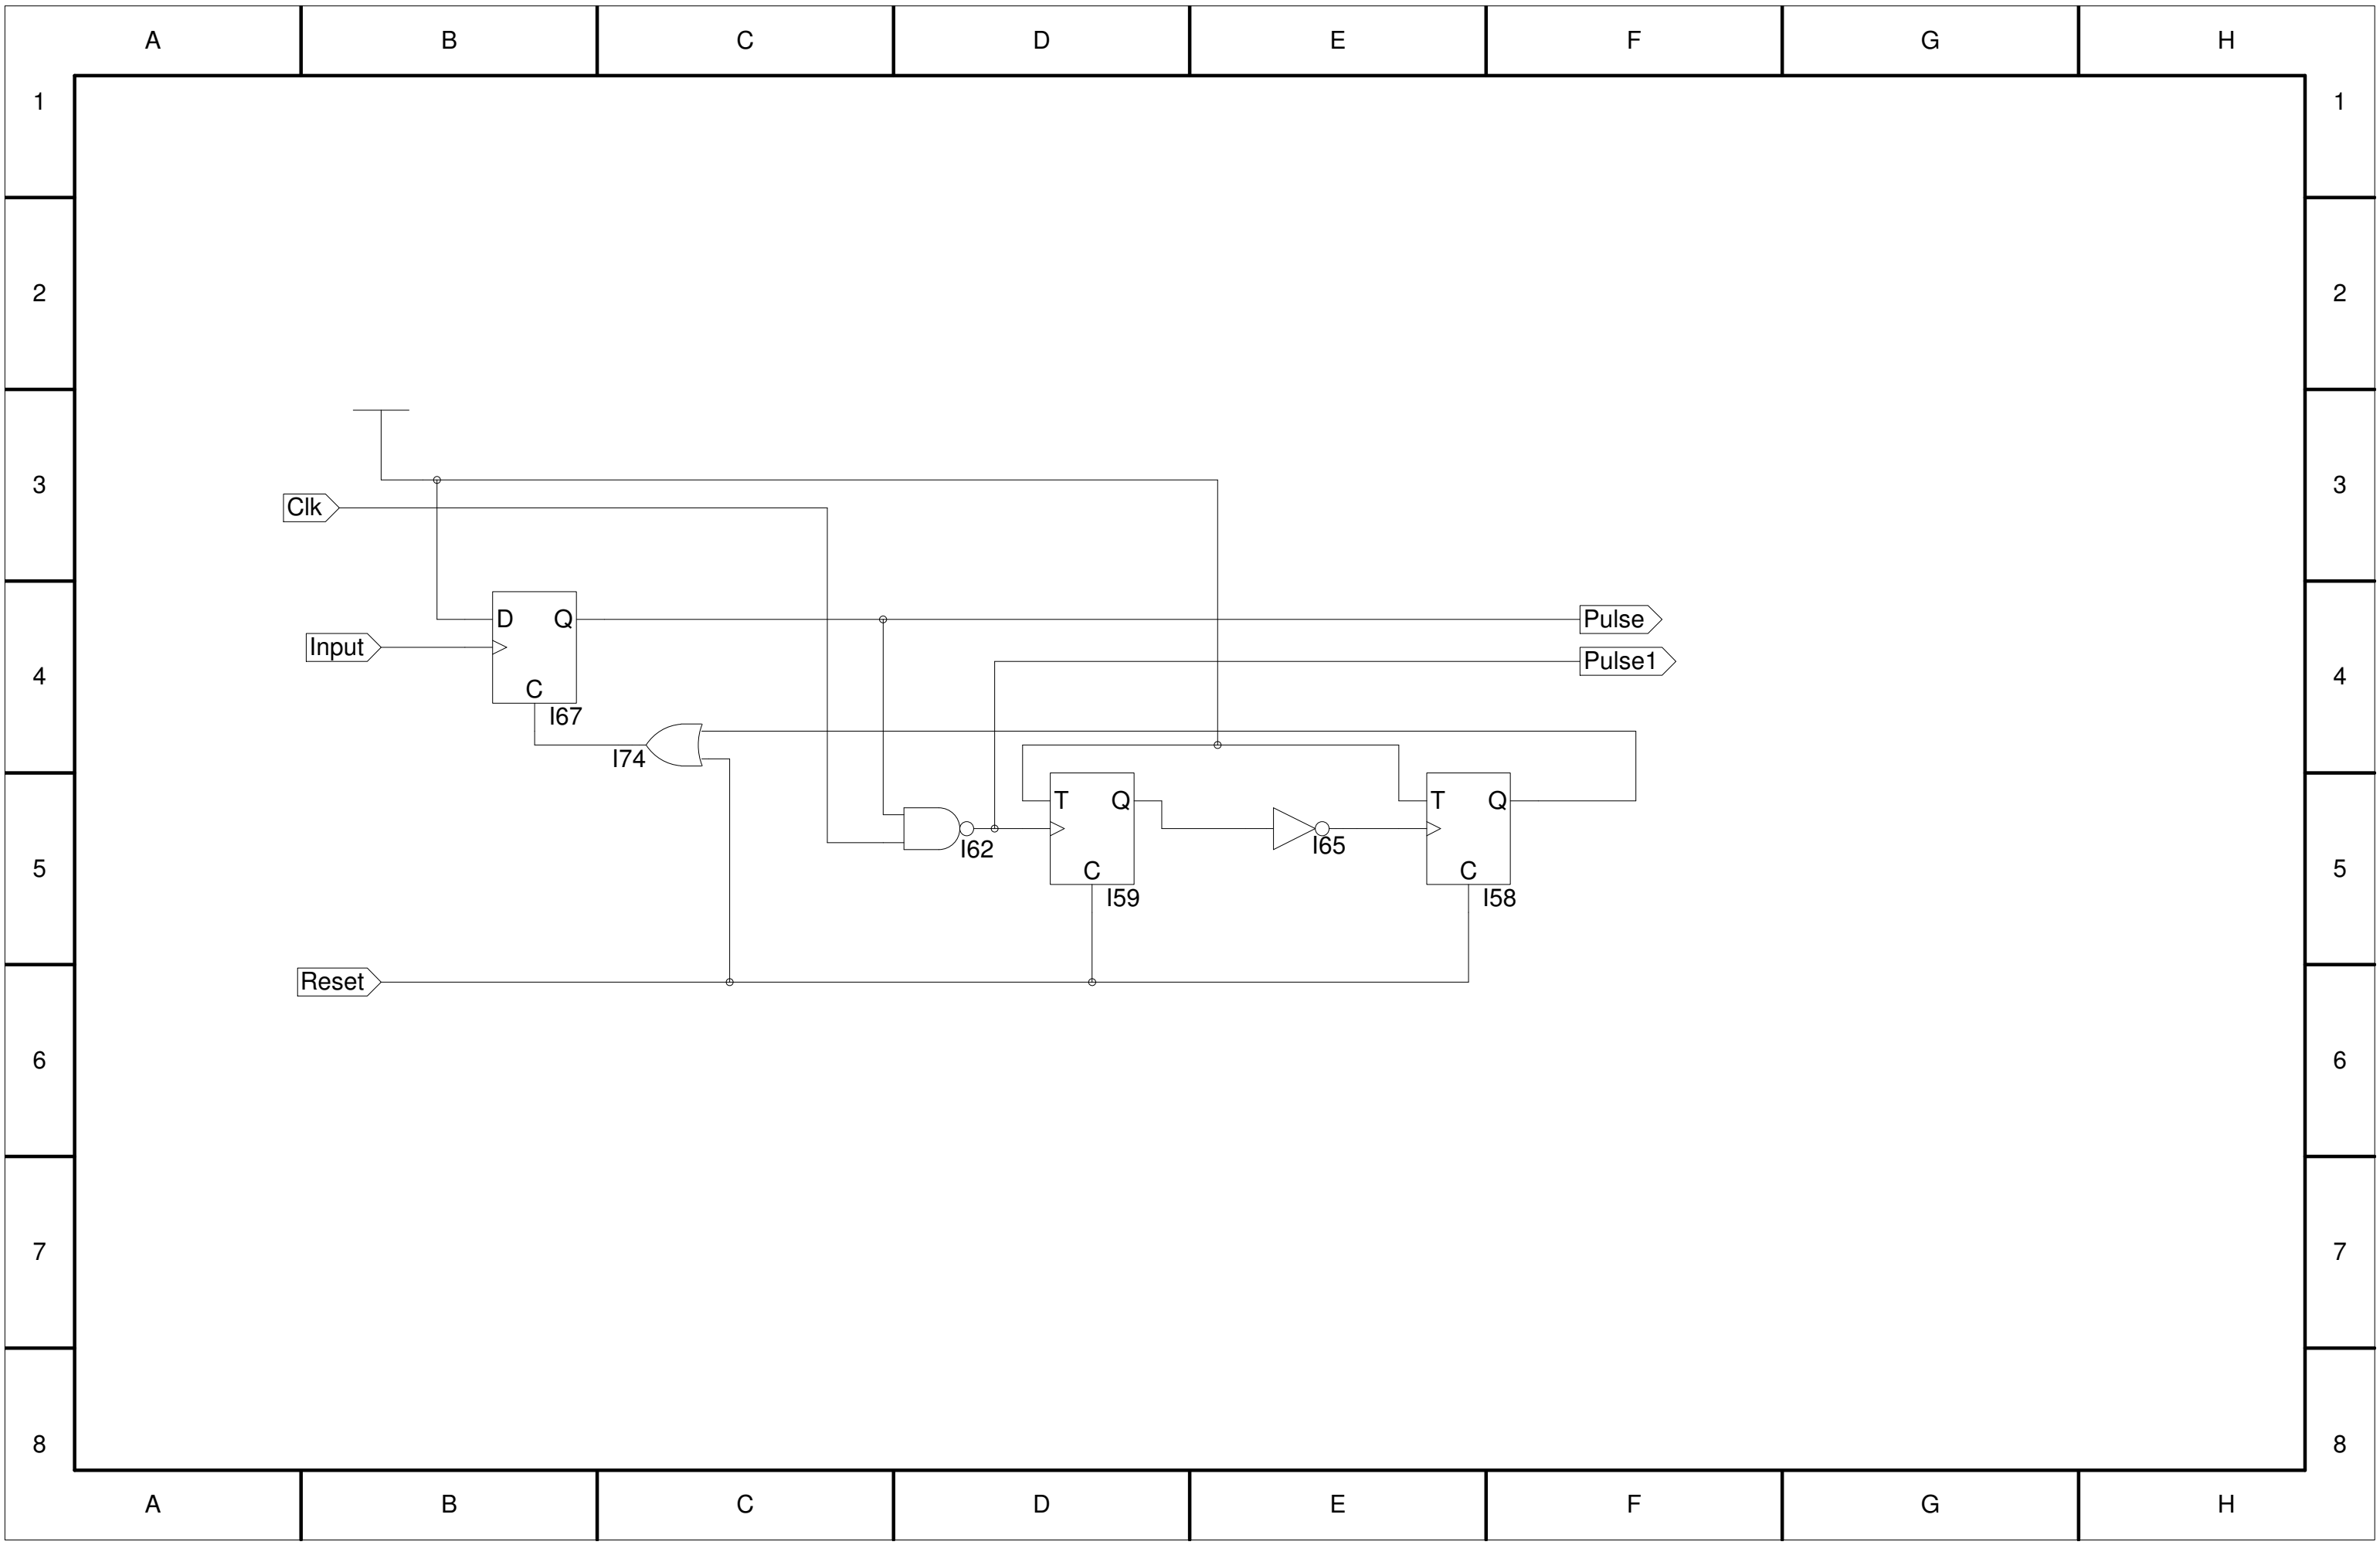 A B C D E F G H
1 1
2 2
3 3
Clk
4 4
D Q
Pulse
Input
Pulse1
C
I67
I74
5 5
T Q
T Q
I62
I65
C
C
I59
I58
6 6
Reset
7 7
8 8
A B C D E F G H